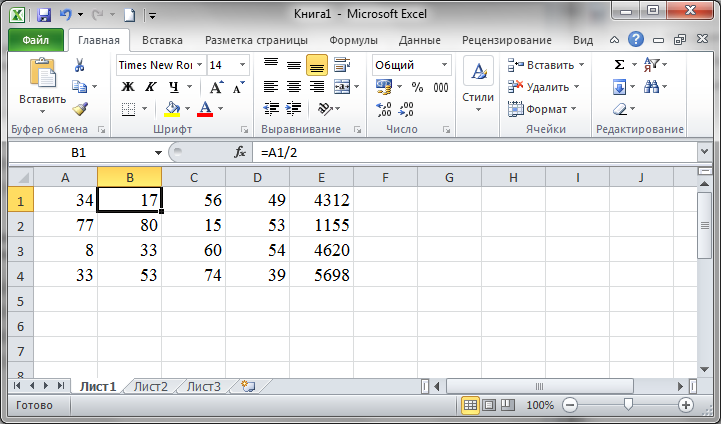 Книга1 - Microsoft Excel
Файл Главная Вставка Разметка страницы Формулы Данные Рецензирование Вид
Times New Ro 14 Общий Вставить
Вставить Ж К Ч % 000 Стили Удалить
А А Формат
Буфер обмена Шрифт Число Ячейки Редактирование
B1 fx =A1/2
A B C D E F G H I J
1 34 17 56 49 4312
2 77 80 15 53 1155
3 8 33 60 54 4620
4 33 53 74 39 5698
5
6
7
8
Лист1 Лист2 Лист3
Готово 100%